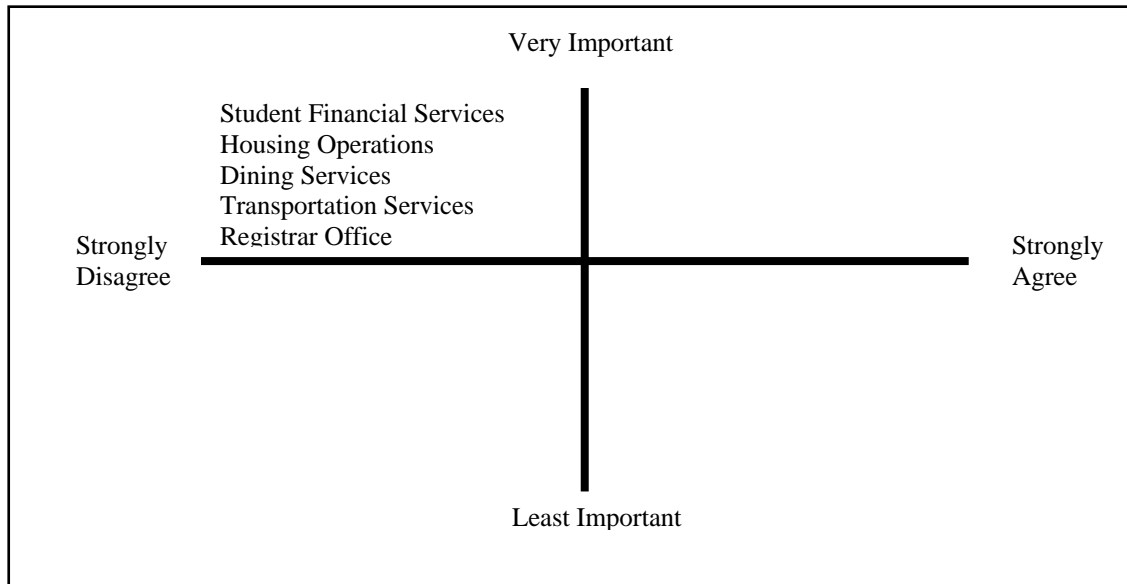 Very Important
Student Financial Services
Housing Operations
Dining Services
Transportation Services
Registrar Office
Strongly
Disagree
Strongly
Agree
Least Important